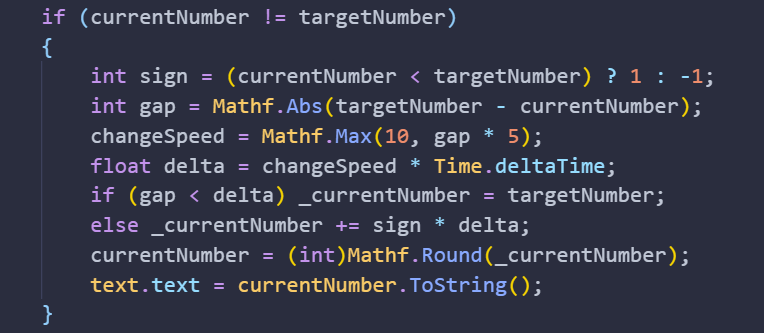 if (currentNumber != targetNumber)
{
int sign = (currentNumber < targetNumber) ? 1 : -1;
int gap = Mathf.Abs(targetNumber - currentNumber);
changeSpeed = Mathf.Max(10, gap * 5);
float delta = changeSpeed * Time.deltaTime;
if (gap < delta) _currentNumber = targetNumber;
else _currentNumber += sign * delta;
currentNumber = (int)Mathf.Round(_currentNumber);
text.text = currentNumber.ToString();
}